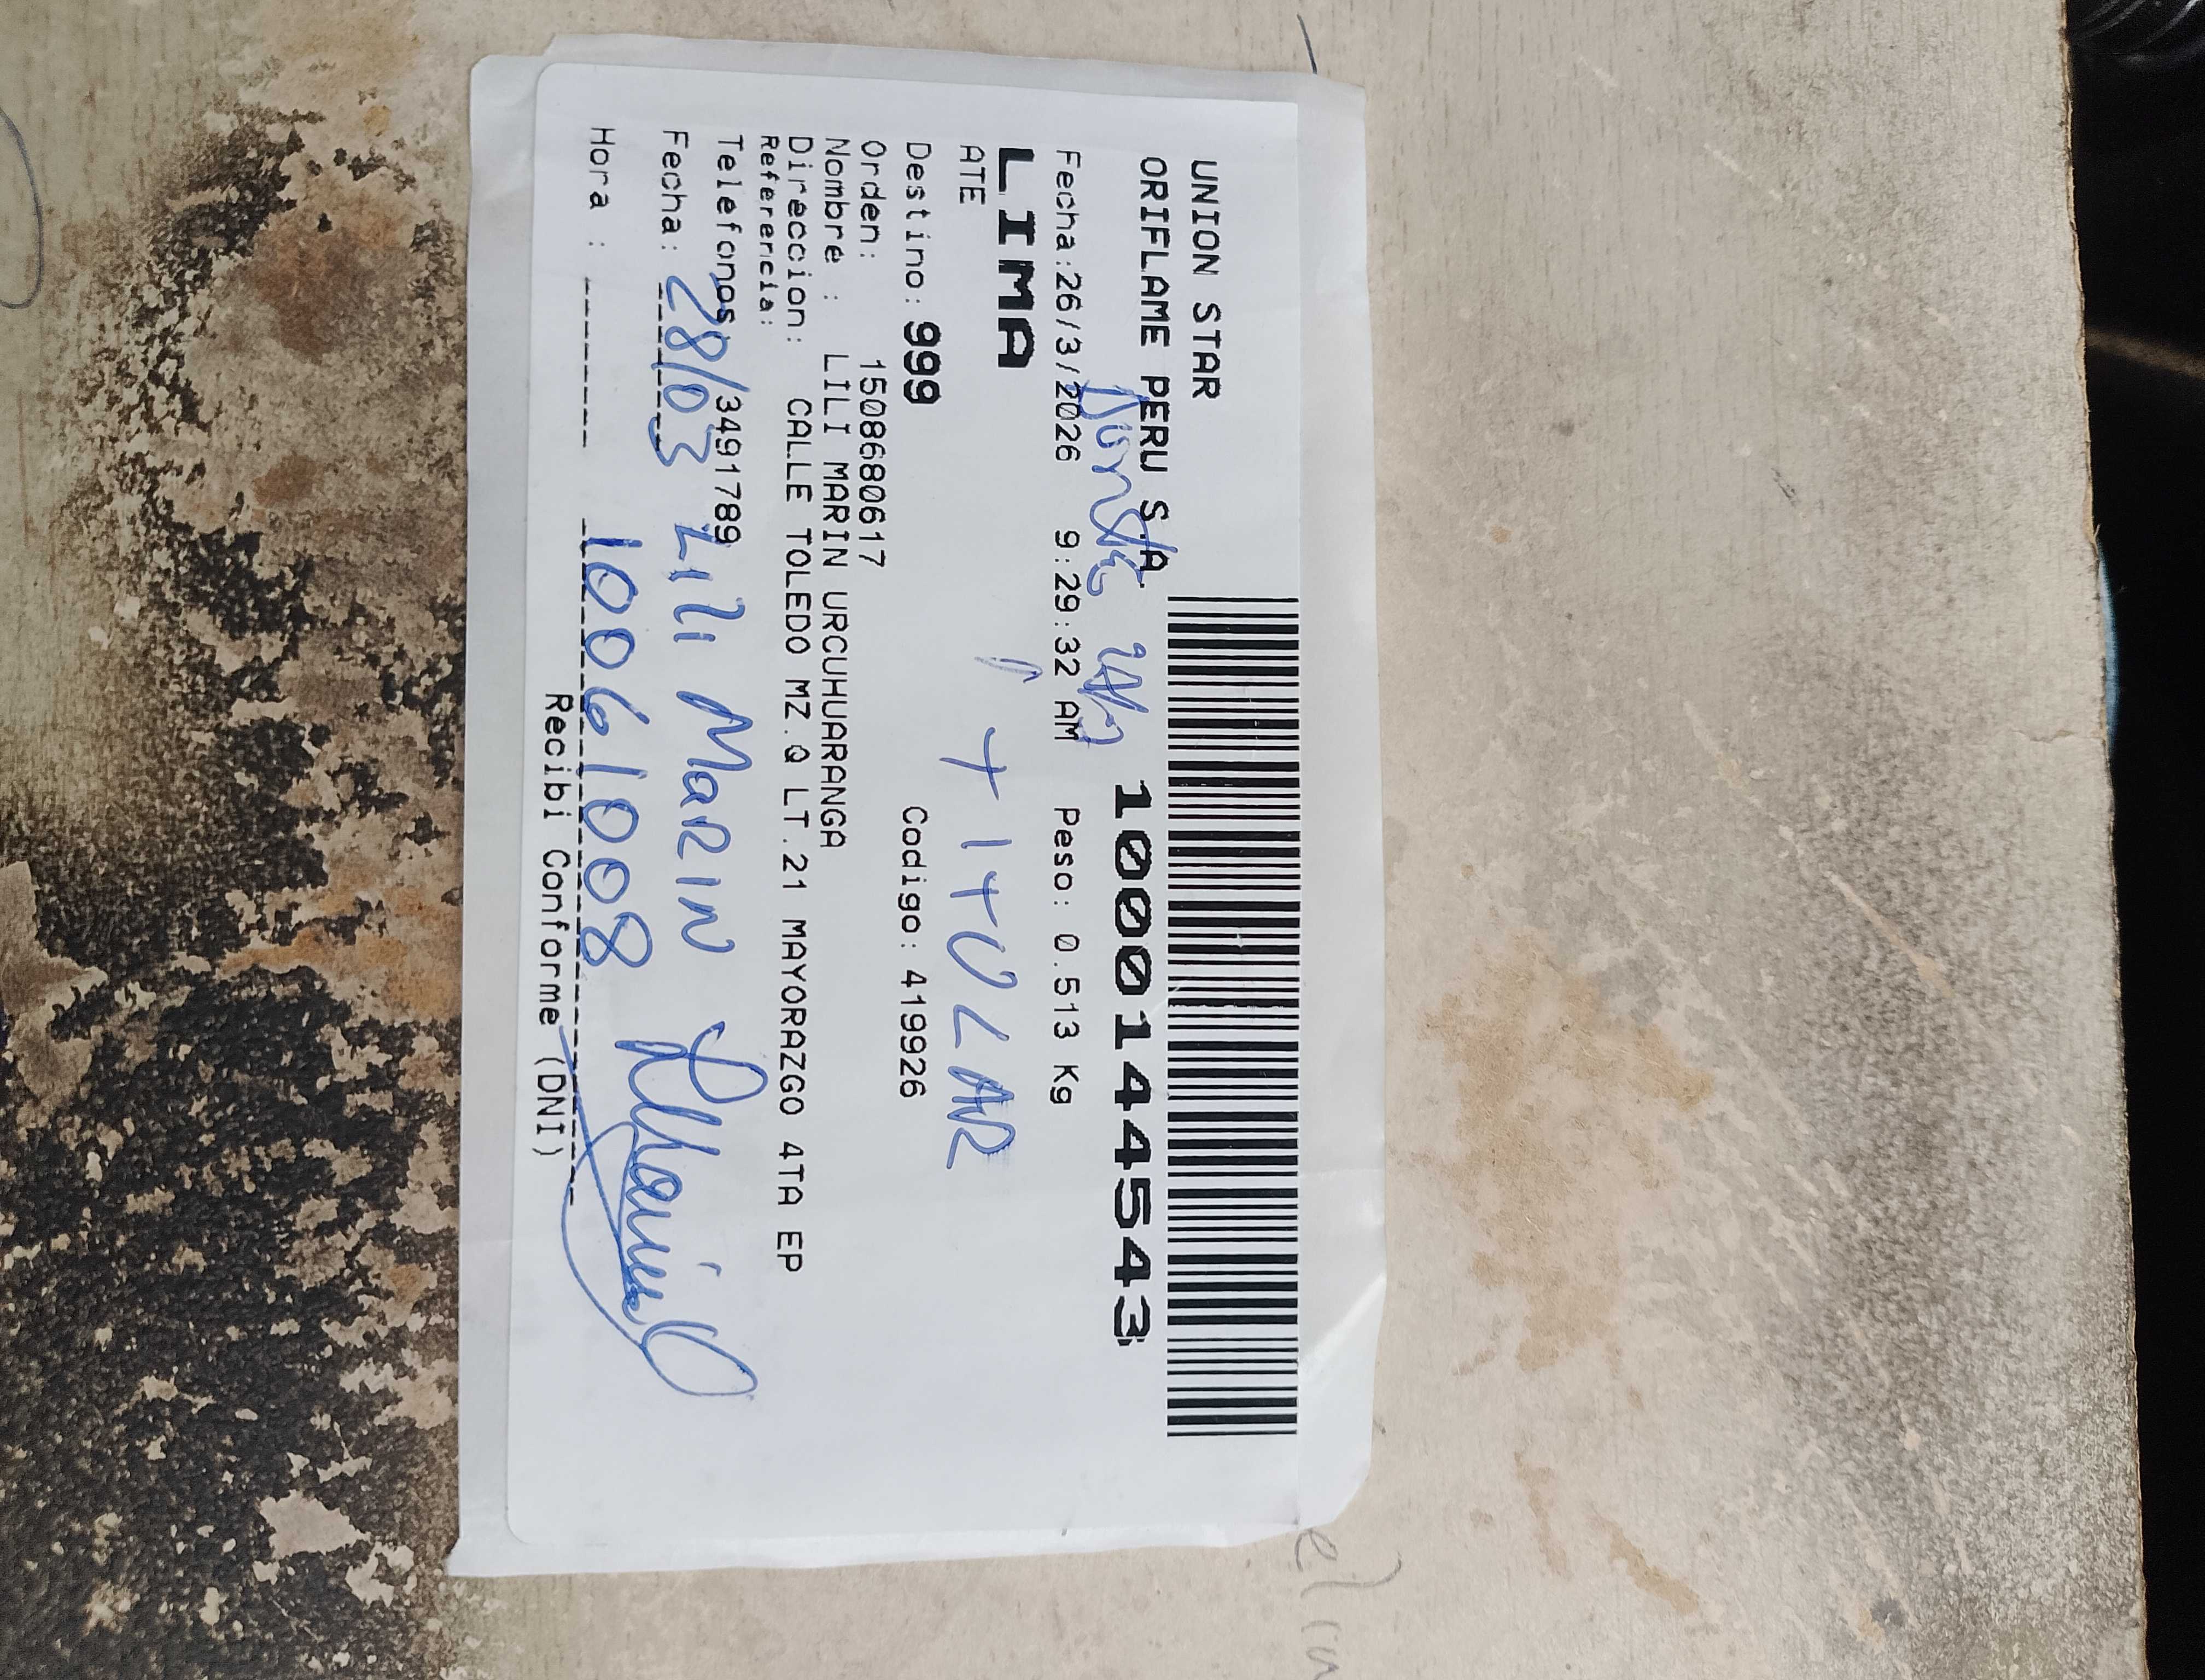 UNION STAR
ORIFLAME PERU S.A.
10001445543
Fecha:26/3/2026 9:29:32 AM Peso: 0.513 Kg
LIMA
ATE
TITULAR
Destino: 999 Codigo: 419926
Orden: 1508680617
Nombre : LILI MARIN URCUHUARANGA
Direccion: CALLE TOLEDO MZ.Q LT.21 MAYORAZGO 4TA EP
Referencia:
Telefonos /34917789
Fecha: 28/03 Lili MARIN
Hora : 10061008
Recibi Conforme (DNI)